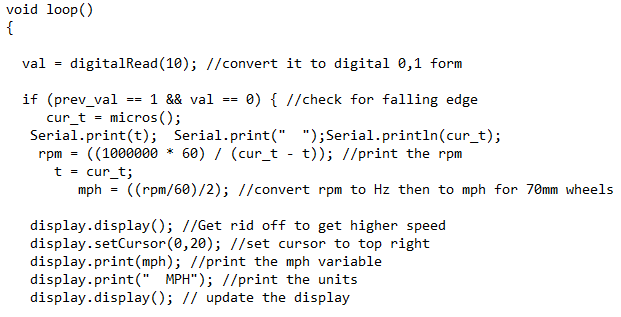 void loop()
{
val = digitalRead(10); //convert it to digital 0,1 form
if (prev_val == 1 && val == 0) { //check for falling edge
cur_t = micros();
Serial.print(t);  Serial.print("  ");Serial.println(cur_t);
rpm = ((1000000 * 60) / (cur_t - t)); //print the rpm
t = cur_t;
mph = ((rpm/60)/2); //convert rpm to Hz then to mph for 70mm wheels
display.display(); //Get rid off to get higher speed
display.setCursor(0,20); //set cursor to top right
display.print(mph); //print the mph variable
display.print("  MPH"); //print the units
display.display(); // update the display